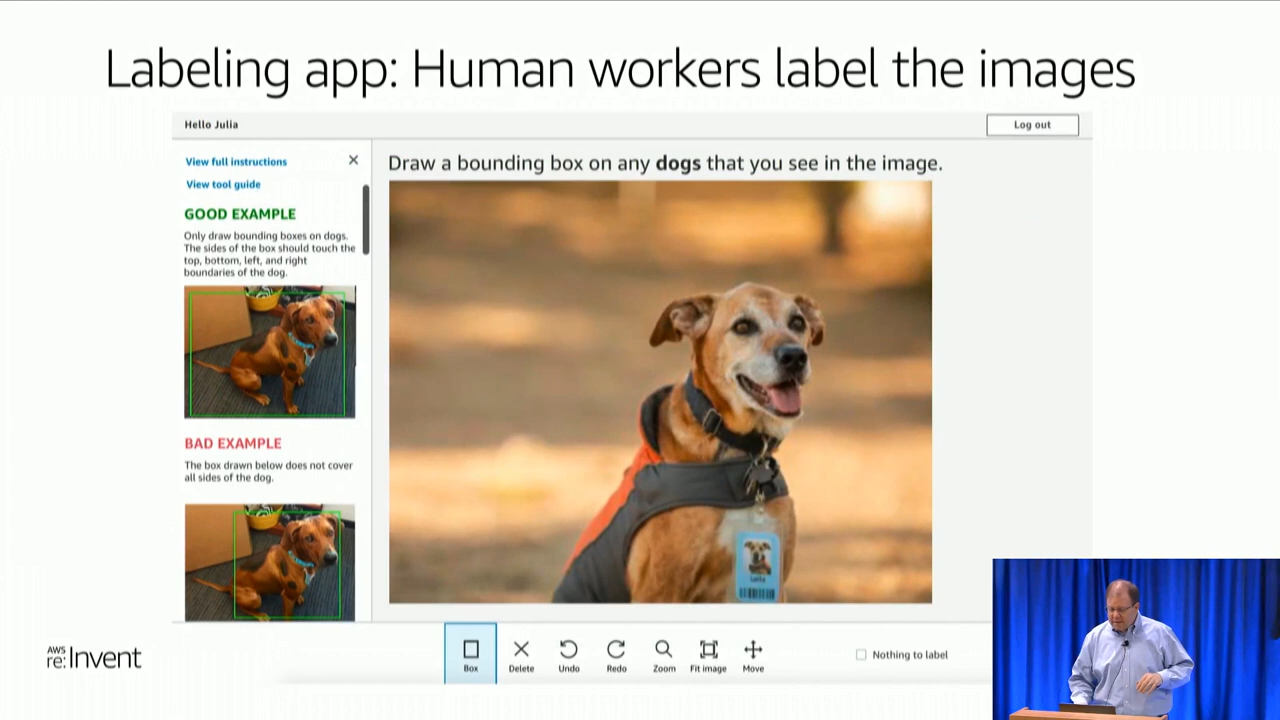 Labeling app: Human workers label the images
Hello Julia
Log out
View full instructions
View tool guide
GOOD EXAMPLE
Only draw bounding boxes on dogs.
The sides of the box should touch the
top, bottom, left, and right
boundaries of the dog.
BAD EXAMPLE
The box drawn below does not cover
all sides of the dog.
Draw a bounding box on any dogs that you see in the image.
Box
Delete
Undo
Redo
Zoom
Fit image
Move
Nothing to label
AWS
re:Invent